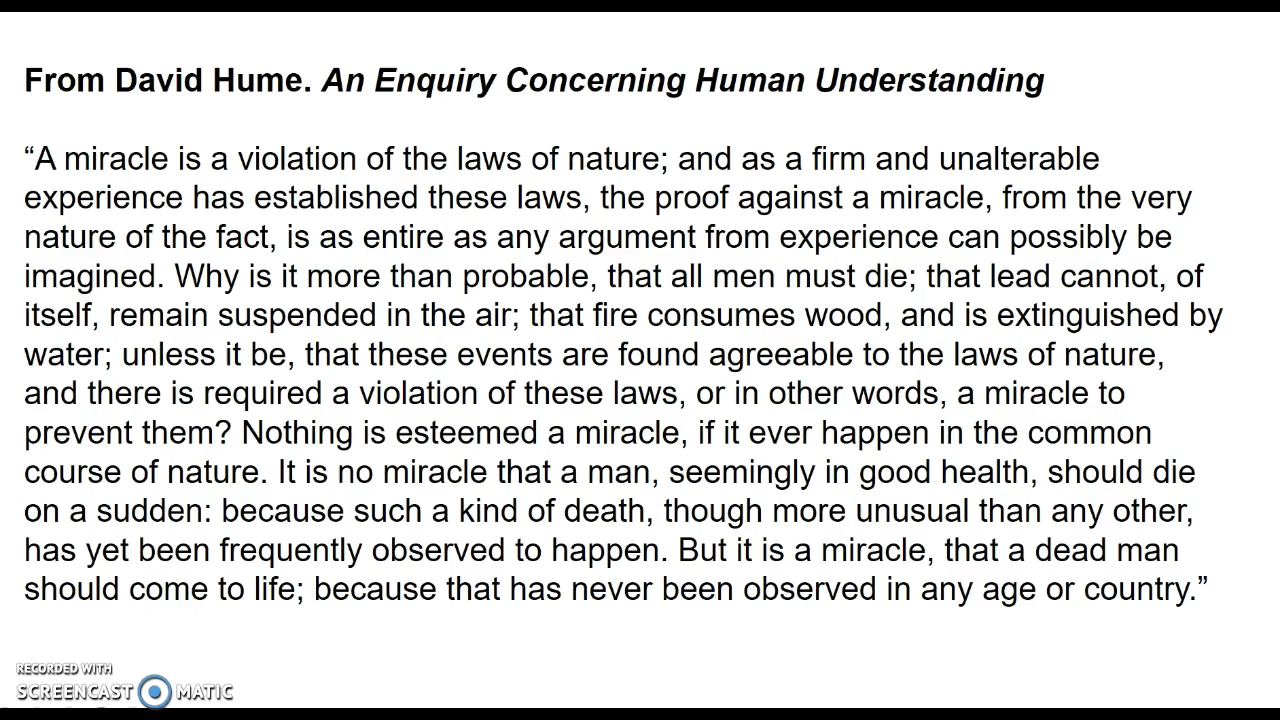 From David Hume. An Enquiry Concerning Human Understanding
“A miracle is a violation of the laws of nature; and as a firm and unalterable
experience has established these laws, the proof against a miracle, from the very
nature of the fact, is as entire as any argument from experience can possibly be
imagined. Why is it more than probable, that all men must die; that lead cannot, of
itself, remain suspended in the air; that fire consumes wood, and is extinguished by
water; unless it be, that these events are found agreeable to the laws of nature,
and there is required a violation of these laws, or in other words, a miracle to
prevent them? Nothing is esteemed a miracle, if it ever happen in the common
course of nature. It is no miracle that a man, seemingly in good health, should die
on a sudden: because such a kind of death, though more unusual than any other,
has yet been frequently observed to happen. But it is a miracle, that a dead man
should come to life; because that has never been observed in any age or country.”
RECORDED WITH
SCREENCAST MATIC